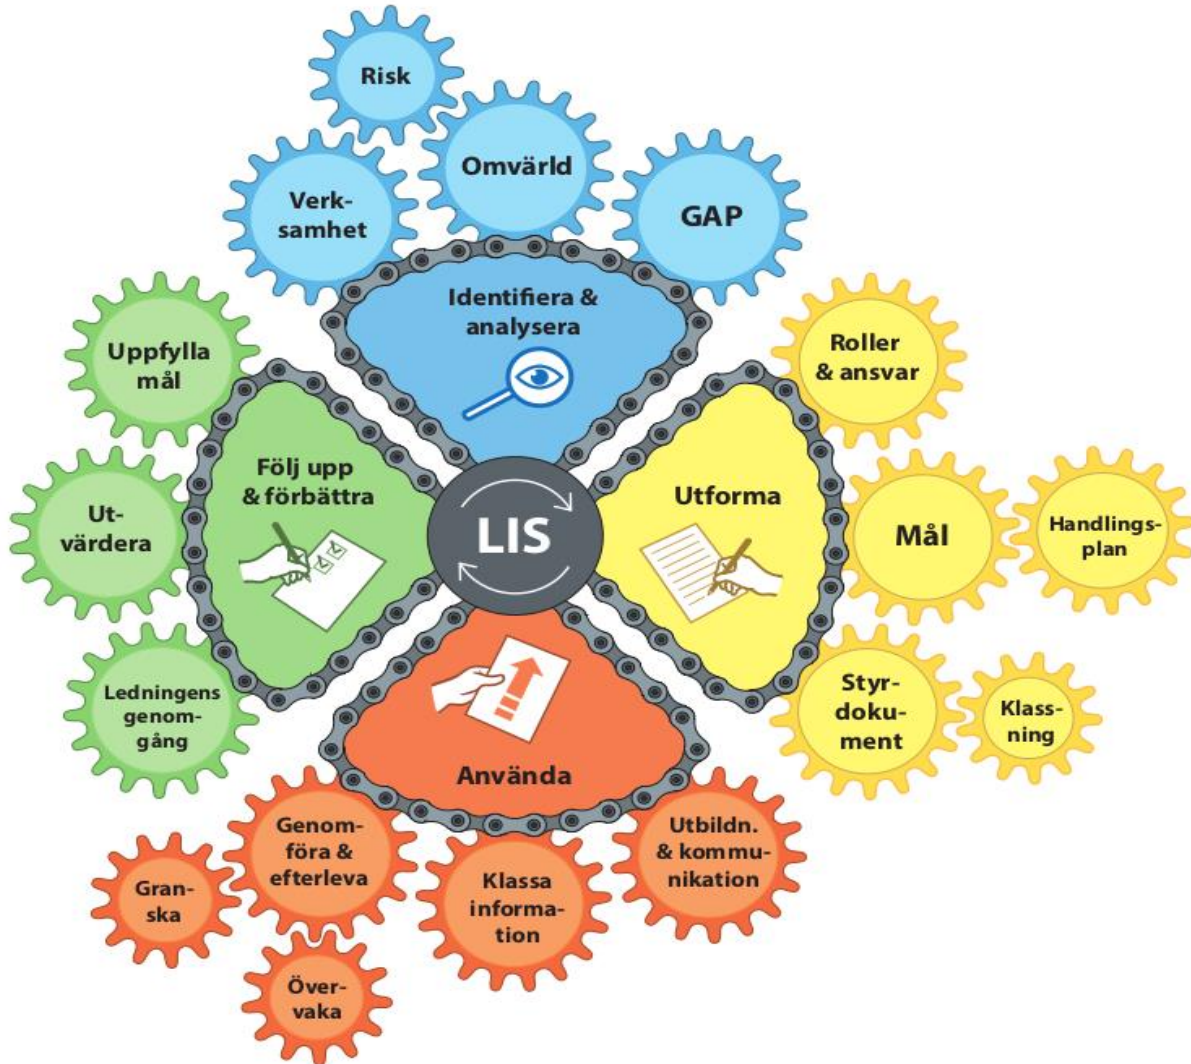 Risk
Omvärld
Verk-
samhet
GAP
Identifiera &
analysera
Roller
& ansvar
Utforma
Mål
Handlings-
plan
Styr-
doku-
ment
Klass-
ning
LIS
Använda
Utbildn.
& kommu-
nikation
Klassa
informa-
tion
Genom-
föra &
efterleva
Gran-
ska
Över-
vaka
Följ upp
& förbättra
Uppfylla
mål
Ut-
värdera
Ledningens
genom-
gång